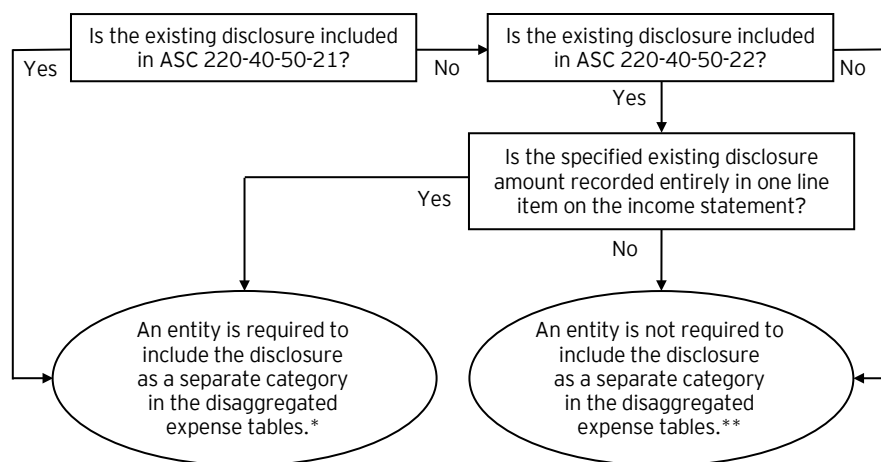 Is the existing disclosure included
in ASC 220-40-50-21?
Yes
No
Is the existing disclosure included
in ASC 220-40-50-22?
No
Yes
Is the specified existing disclosure
amount recorded entirely in one line
item on the income statement?
Yes
No
An entity is required to
include the disclosure
as a separate category
in the disaggregated
expense tables.*
An entity is not required to
include the disclosure
as a separate category
in the disaggregated
expense tables.**